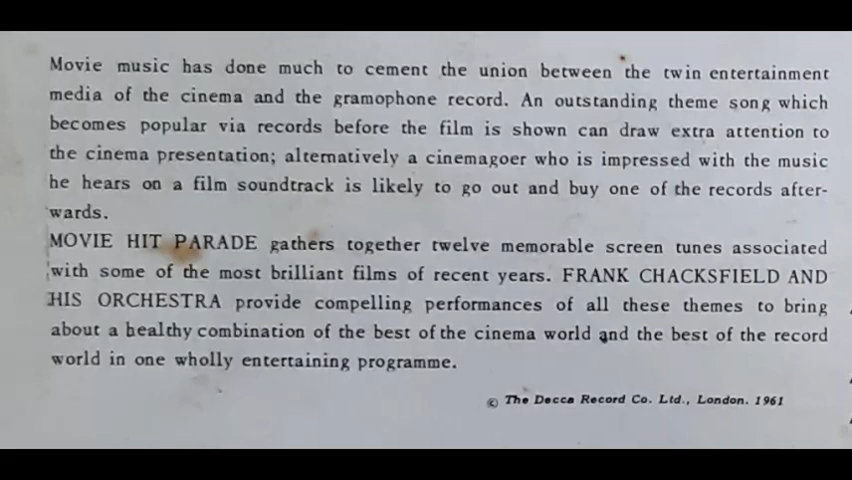 Movie music has done much to cement the union between the twin entertainment
media of the cinema and the gramophone record. An outstanding theme song which
becomes popular via records before the film is shown can draw extra attention to
the cinema presentation; alternatively a cinemagoer who is impressed with the music
he hears on a film soundtrack is likely to go out and buy one of the records after-
wards.
MOVIE HIT PARADE gathers together twelve memorable screen tunes associated
with some of the most brilliant films of recent years. FRANK CHACKSFIELD AND
HIS ORCHESTRA provide compelling performances of all these themes to bring
about a healthy combination of the best of the cinema world and the best of the record
world in one wholly entertaining programme.
© The Decca Record Co. Ltd., London. 1961